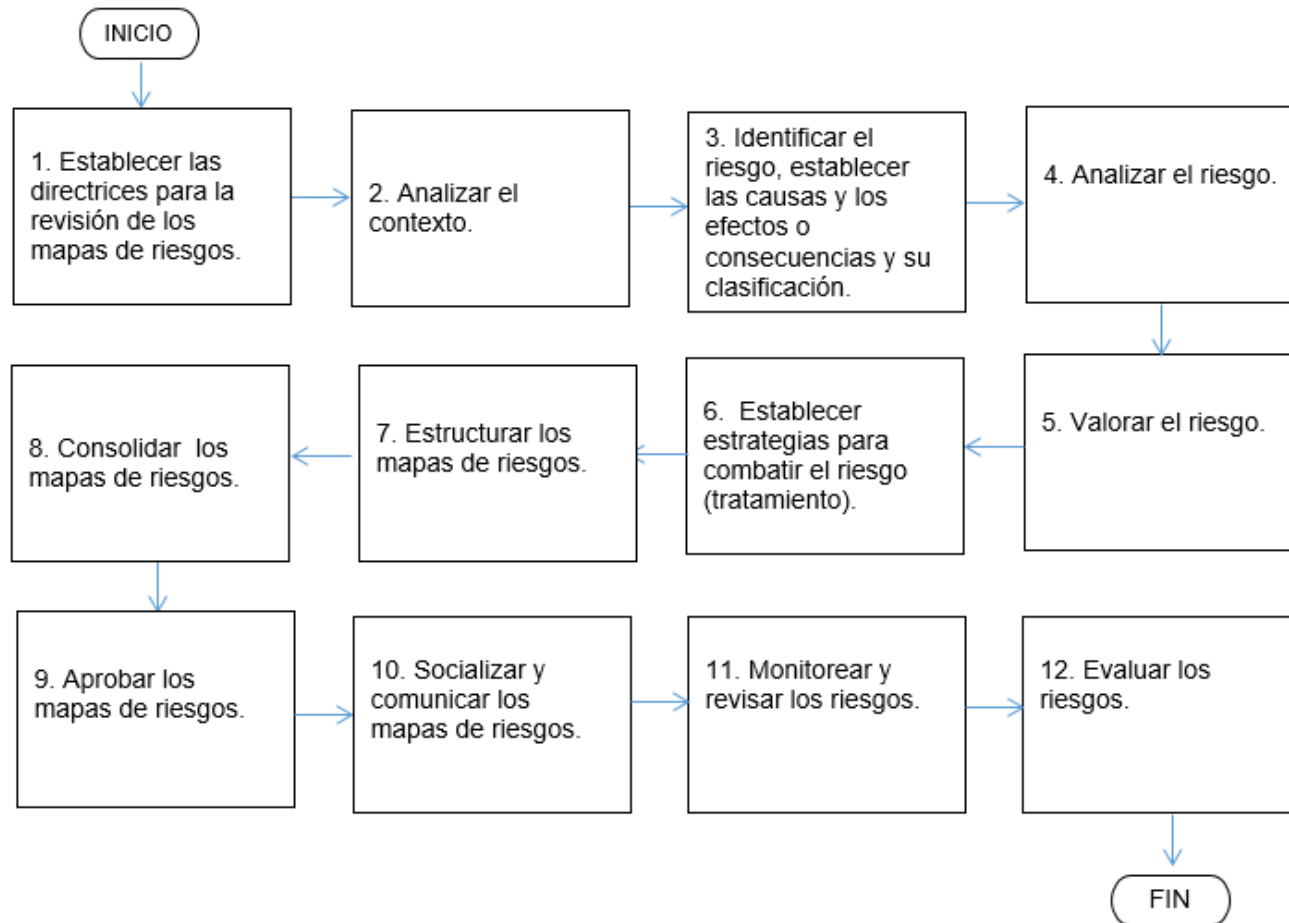 INICIO
1. Establecer las
directrices para la
revisión de los
mapas de riesgos.
2. Analizar el
contexto.
3. Identificar el
riesgo, establecer
las causas y los
efectos o
consecuencias y su
clasificación.
4. Analizar el riesgo.
5. Valorar el riesgo.
6. Establecer
estrategias para
combatir el riesgo
(tratamiento).
7. Estructurar los
mapas de riesgos.
8. Consolidar los
mapas de riesgos.
9. Aprobar los
mapas de riesgos.
10. Socializar y
comunicar los
mapas de riesgos.
11. Monitorear y
revisar los riesgos.
12. Evaluar los
riesgos.
FIN